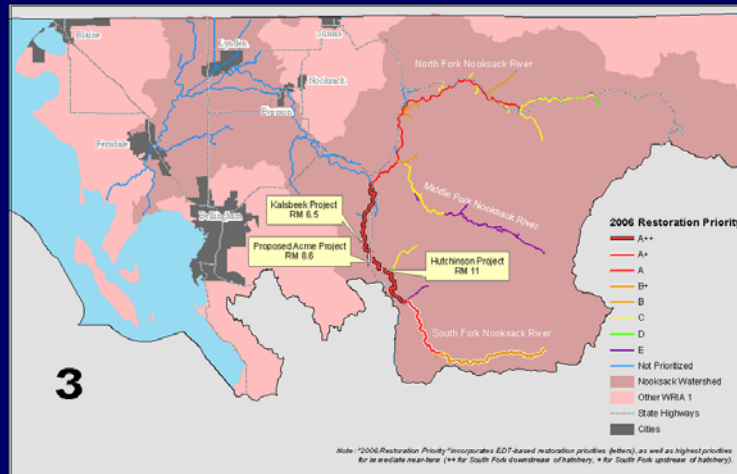 Blaine
Sumas
Lynden
North Fork Nooksack River
Nooksack
Everson
Ferndale
Middle Fork Nooksack River
Kalsbeek Project
RM 6.5
Bellingham
Proposed Acme Project
RM 8.6
Hutchinson Project
RM 11
South Fork Nooksack River
2006 Restoration Priority
A++
A+
A
B+
B
C
D
E
Not Prioritized
Nooksack Watershed
Other WRIA 1
State Highways
Cities
3
Note: "2006 Restoration Priority" incorporates EDT-based restoration priorities (letters), as well as highest priorities
for immediate near-term (++ for South Fork downstream of hatchery, + for South Fork upstream of hatchery).